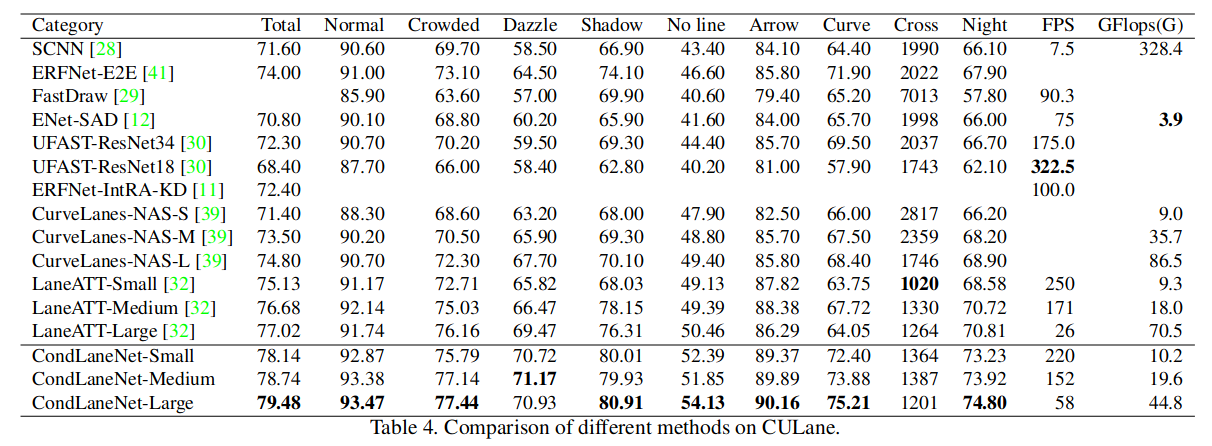 Category Total Normal Crowded Dazzle Shadow No line Arrow Curve Cross Night FPS GFlops(G)
SCNN [28] 71.60 90.60 69.70 58.50 66.90 43.40 84.10 64.40 1990 66.10 7.5 328.4
ERFNet-E2E [41] 74.00 91.00 73.10 64.50 74.10 46.60 85.80 71.90 2022 67.90
FastDraw [29] 85.90 63.60 57.00 69.90 40.60 79.40 65.20 7013 57.80 90.3
ENet-SAD [12] 70.80 90.10 68.80 60.20 65.90 41.60 84.00 65.70 1998 66.00 75 3.9
UFAST-ResNet34 [30] 72.30 90.70 70.20 59.50 69.30 44.40 85.70 69.50 2037 66.70 175.0
UFAST-ResNet18 [30] 68.40 87.70 66.00 58.40 62.80 40.20 81.00 57.90 1743 62.10 322.5
ERFNet-IntRA-KD [11] 72.40 100.0
CurveLanes-NAS-S [39] 71.40 88.30 68.60 63.20 68.00 47.90 82.50 66.00 2817 66.20 9.0
CurveLanes-NAS-M [39] 73.50 90.20 70.50 65.90 69.30 48.80 85.70 67.50 2359 68.20 35.7
CurveLanes-NAS-L [39] 74.80 90.70 72.30 67.70 70.10 49.40 85.80 68.40 1746 68.90 86.5
LaneATT-Small [32] 75.13 91.17 72.71 65.82 68.03 49.13 87.82 63.75 1020 68.58 250 9.3
LaneATT-Medium [32] 76.68 92.14 75.03 66.47 78.15 49.39 88.38 67.72 1330 70.72 171 18.0
LaneATT-Large [32] 77.02 91.74 76.16 69.47 76.31 50.46 86.29 64.05 1264 70.81 26 70.5
CondLaneNet-Small 78.14 92.87 75.79 70.72 80.01 52.39 89.37 72.40 1364 73.23 220 10.2
CondLaneNet-Medium 78.74 93.38 77.14 71.17 79.93 51.85 89.89 73.88 1387 73.92 152 19.6
CondLaneNet-Large 79.48 93.47 77.44 70.93 80.91 54.13 90.16 75.21 1201 74.80 58 44.8
Table 4. Comparison of different methods on CULane.